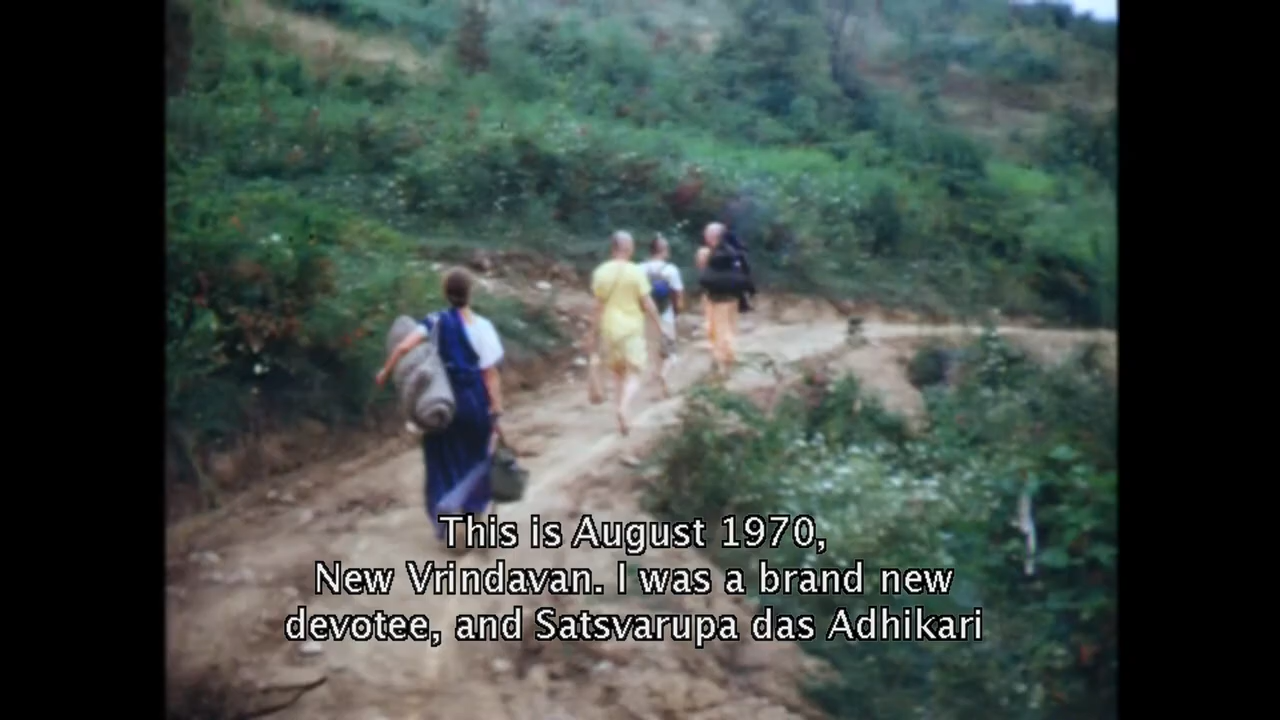 This is August 1970,
New Vrindavan. I was a brand new
devotee, and Satsvarupa das Adhikari